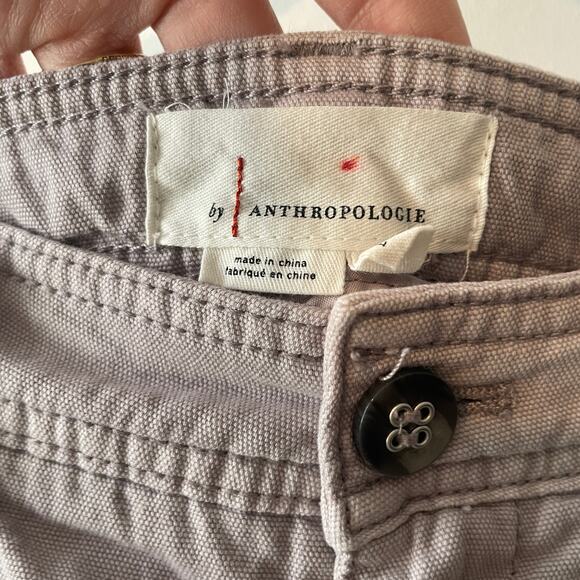 by ANTHROPOLOGIE
made in china
fabriqué en chine